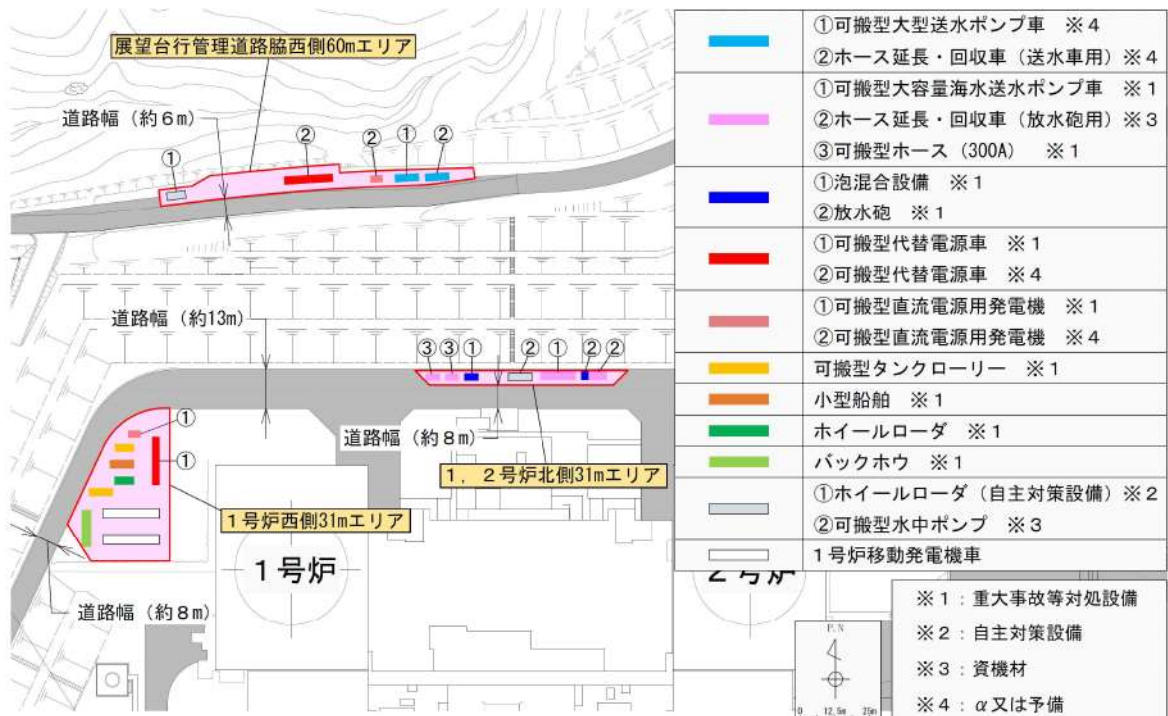 展望台行管理道路脇西側60mエリア
道路幅（約６m）
①
②
②
①
②
道路幅（約13m）
③
③
①
②
①
②
②
道路幅（約８m）
１，２号炉北側31mエリア
①
①
１号炉西側31mエリア
道路幅（約８m）
１号炉
２号炉
①可搬型大型送水ポンプ車　※４
②ホース延長・回収車（送水車用）※４
①可搬型大容量海水送水ポンプ車　※１
②ホース延長・回収車（放水砲用）※３
③可搬型ホース（300A）　※１
①泡混合設備　※１
②放水砲　※１
①可搬型代替電源車　※１
②可搬型代替電源車　※４
①可搬型直流電源用発電機　※１
②可搬型直流電源用発電機　※４
可搬型タンクローリー　※１
小型船舶　※１
ホイールローダ　※１
バックホウ　※１
①ホイールローダ（自主対策設備）※２
②可搬型水中ポンプ　※３
１号炉移動発電機車
※１：重大事故等対処設備
※２：自主対策設備
※３：資機材
※４：α又は予備
P.N
0　12.5m　25m